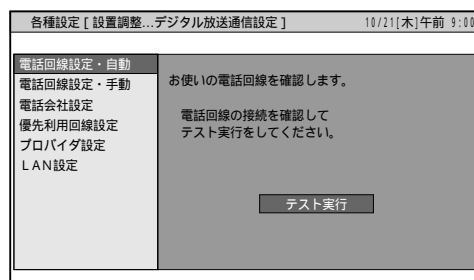 各種設定 [ 設置調整...デジタル放送通信設定 ]
10/21[木]午前 9:00
電話回線設定・自動
電話回線設定・手動
電話会社設定
優先利用回線設定
プロバイダ設定
ＬＡＮ設定
お使いの電話回線を確認します。
電話回線の接続を確認して
テスト実行をしてください。
テスト実行